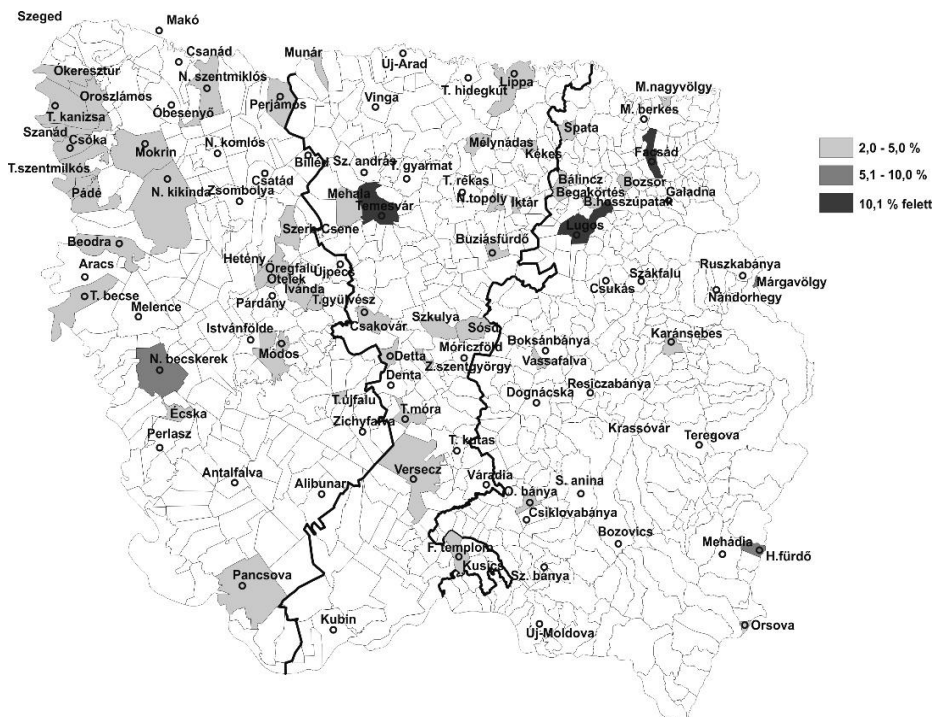 Szeged
Makó
Csanád
Munár
Új-Arad
Ókeresztúr
N. szentmiklós
Lippa
M.nagyvölgy
Oroszlámos
T. hidegkút
Perjámos
Vinga
T. kanizsa
Óbesenyő
M. berkes
Szanád
Spata
2,0 - 5,0 %
Csóka
Mokrin
N. komlós
Mélynádas
Kékes
Facsád
Billéd
Sz. andrás
T. gyarmat
T.szentmilkós
Csatád
Bálincz
Bozsor
5,1 - 10,0 %
Pádé
N. kikinda
Zsombolya
Mehala
T. rékas
Begakörtés
Galadna
Temesvár
N.topoly
Iktár
B.hosszúpatak
10,1 % felett
Lugos
Szerb Csene
Beodra
Buziásfürdő
Hetény
Öregfalu
Újpécs
Ruszkabánya
Aracs
Ótelek
Szákfalu
Márgavölgy
Ivánda
Csukás
T. becse
Párdány
T.gyülvész
Nándorhegy
Melence
Szkulya
Istvánfölde
Csakovár
Sósd
Boksánbánya
Karánsebes
Módos
Detta
Móriczföld
Vassafalva
N. becskerek
Z.szentgyörgy
Denta
Dognácska
Resiczabánya
T.újfalu
Écska
T.móra
Zichyfalva
Krassóvár
Perlasz
T. kutas
Teregova
Antalfalva
Versecz
Váradia
S. anina
Alibunar
O. bánya
Csiklovabánya
Bozovics
Mehádia
F. templom
H.fürdő
Pancsova
Kusics
Sz. bánya
Kubin
Új-Moldova
Orsova